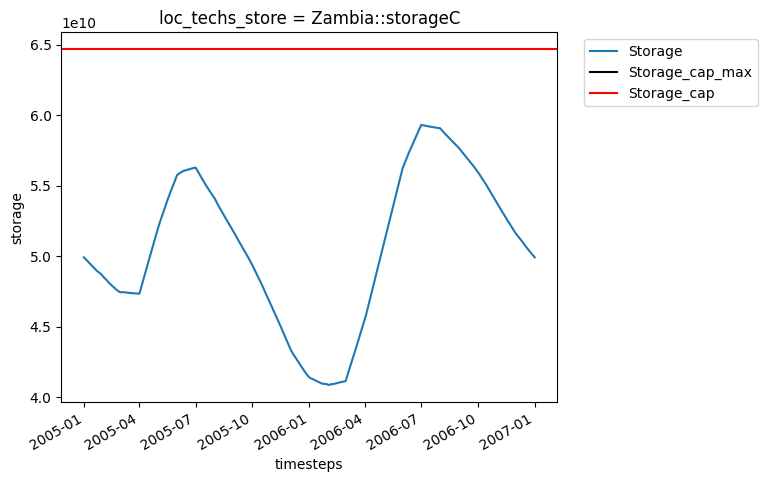 loc_techs_store = Zambia::storageC
1e10
6.5
6.0
5.5
5.0
4.5
4.0
storage
2005-01
2005-04
2005-07
2005-10
2006-01
2006-04
2006-07
2006-10
2007-01
timesteps
Storage
Storage_cap_max
Storage_cap